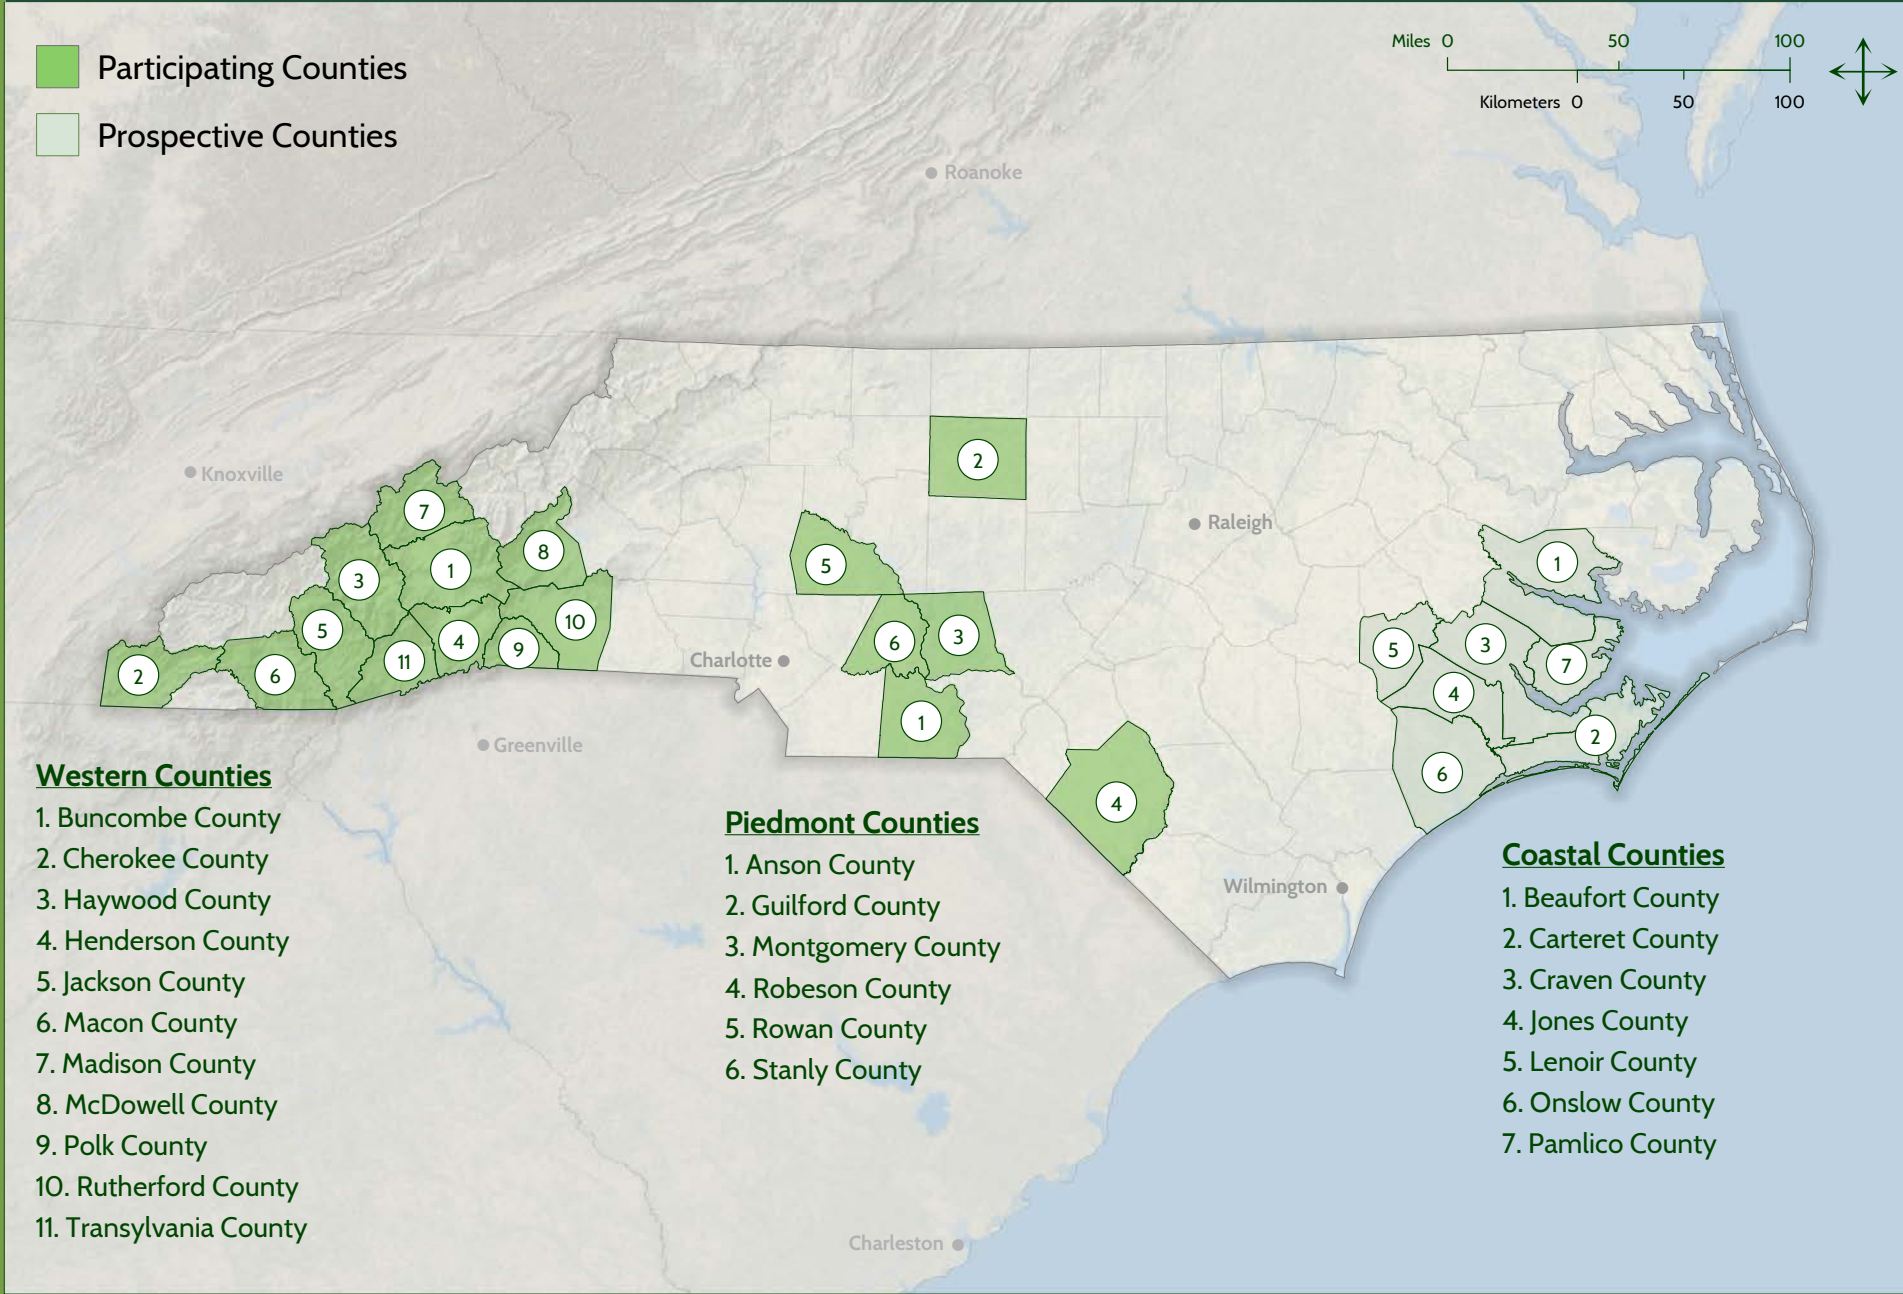 Participating Counties
Prospective Counties
Miles 0 50 100
Kilometers 0 50 100
Roanoke
Knoxville
Raleigh
Charlotte
Greenville
Wilmington
Charleston
7
1
8
3
5
10
4
9
11
2
6
2
5
6
3
1
4
1
5
3
7
4
2
6
Western Counties
1. Buncombe County
2. Cherokee County
3. Haywood County
4. Henderson County
5. Jackson County
6. Macon County
7. Madison County
8. McDowell County
9. Polk County
10. Rutherford County
11. Transylvania County
Piedmont Counties
1. Anson County
2. Guilford County
3. Montgomery County
4. Robeson County
5. Rowan County
6. Stanly County
Coastal Counties
1. Beaufort County
2. Carteret County
3. Craven County
4. Jones County
5. Lenoir County
6. Onslow County
7. Pamlico County